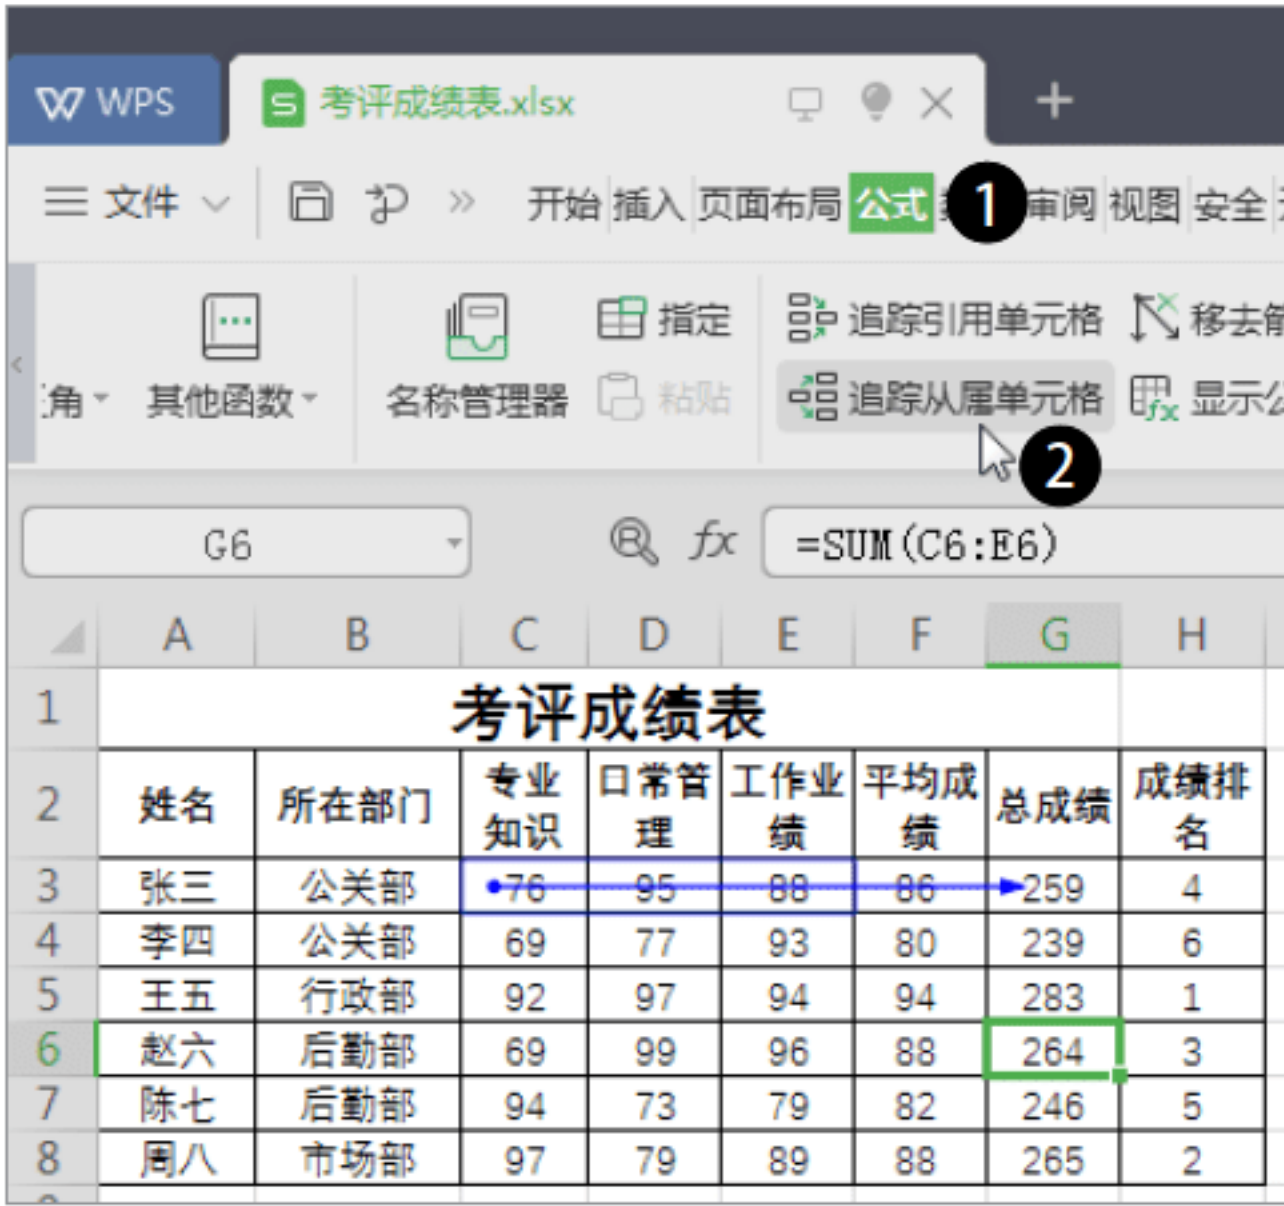 WPS 考评成绩表.xlsx
文件 开始 插入 页面布局 公式 1 审阅 视图 安全
指定 追踪引用单元格 移去
角 其他函数 名称管理器 粘贴 追踪从属单元格 显示公
2
G6 fx =SUM(C6:E6)
A B C D E F G H
1 考评成绩表
2 姓名 所在部门 专业知识 日常管理 工作业绩 平均成绩 总成绩 成绩排名
3 张三 公关部 76 95 88 86 259 4
4 李四 公关部 69 77 93 80 239 6
5 王五 行政部 92 97 94 94 283 1
6 赵六 后勤部 69 99 96 88 264 3
7 陈七 后勤部 94 73 79 82 246 5
8 周八 市场部 97 79 89 88 265 2